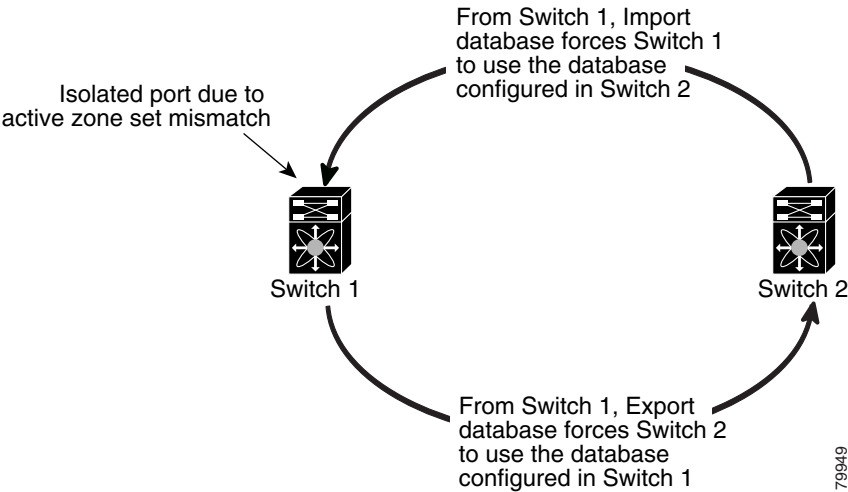 From Switch 1, Import
database forces Switch 1
to use the database
configured in Switch 2
Isolated port due to
active zone set mismatch
Switch 1
Switch 2
From Switch 1, Export
database forces Switch 2
to use the database
configured in Switch 1
79949